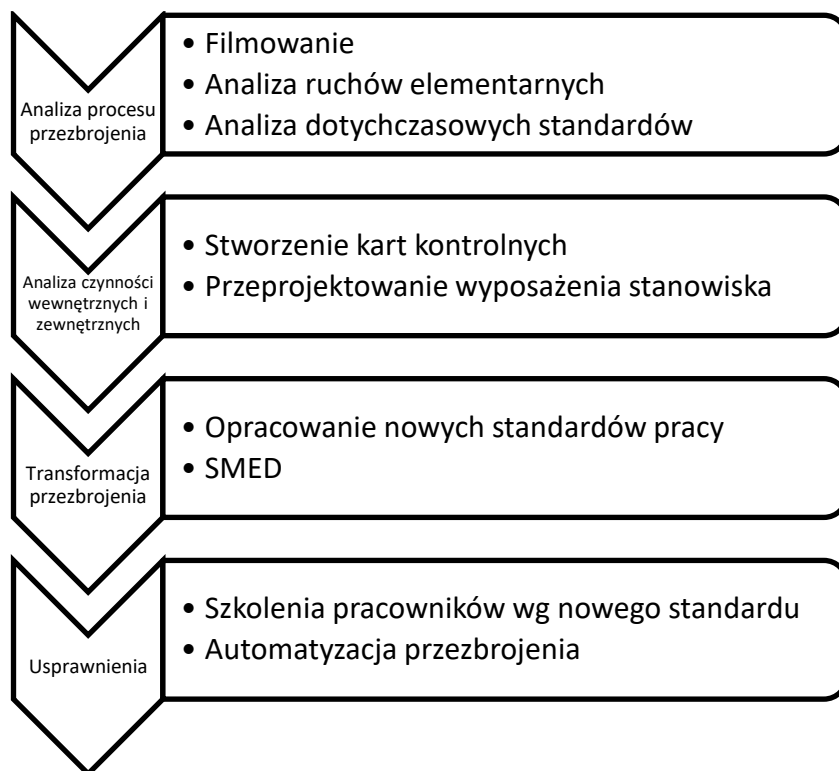 Analiza procesu
przezbrojenia
• Filmowanie
• Analiza ruchów elementarnych
• Analiza dotychczasowych standardów
Analiza czynności
wewnętrznych i
zewnętrznych
• Stworzenie kart kontrolnych
• Przeprojektowanie wyposażenia stanowiska
Transformacja
przezbrojenia
• Opracowanie nowych standardów pracy
• SMED
Usprawnienia
• Szkolenia pracowników wg nowego standardu
• Automatyzacja przezbrojenia